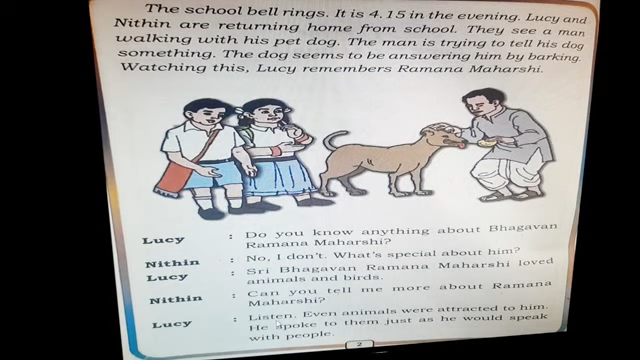 The school bell rings. It is 4.15 in the evening. Lucy and
Nithin are returning home from school. They see a man
walking with his pet dog. The man is trying to tell his dog
something. The dog seems to be answering him by barking.
Watching this, Lucy remembers Ramana Maharshi.
Lucy : Do you know anything about Bhagavan
Ramana Maharshi?
Nithin : No, I don't. What's special about him?
Lucy : Sri Bhagavan Ramana Maharshi loved
animals and birds.
Nithin : Can you tell me more about Ramana
Maharshi?
Lucy : Listen. Even animals were attracted to him.
He spoke to them just as he would speak
with people.
2